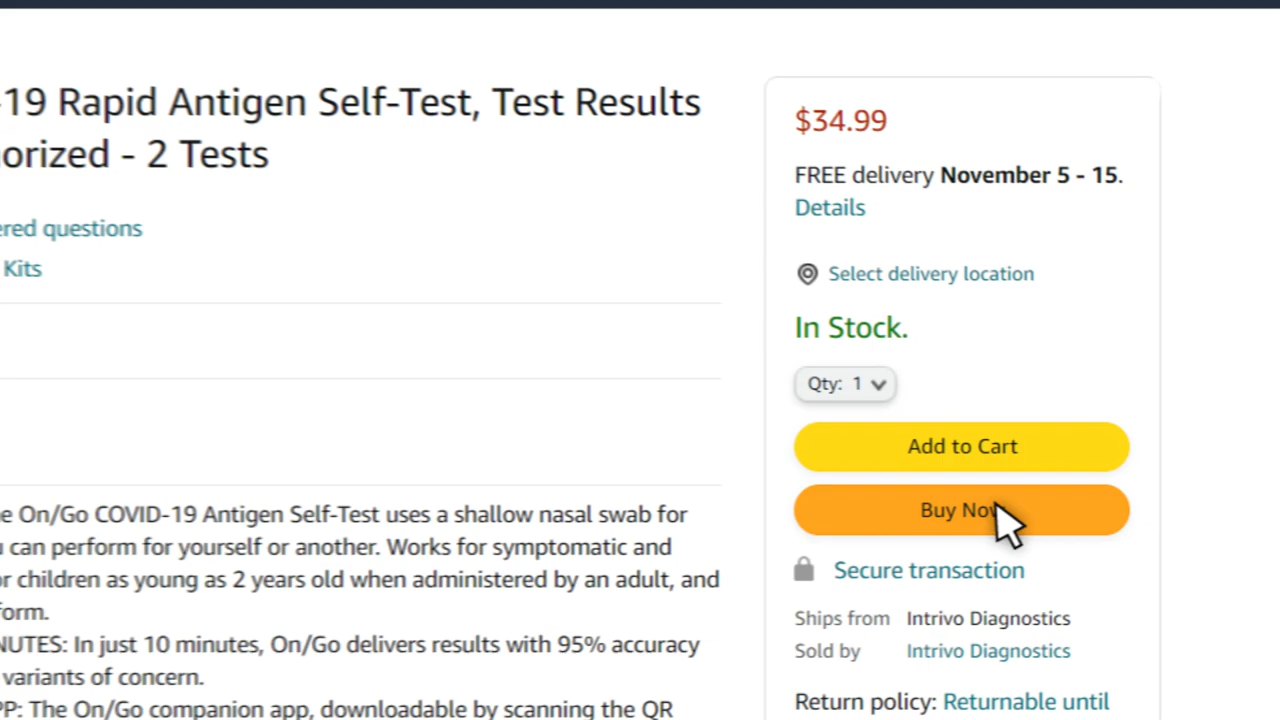 -19 Rapid Antigen Self-Test, Test Results
orized - 2 Tests
ered questions
Kits
e On/Go COVID-19 Antigen Self-Test uses a shallow nasal swab for
can perform for yourself or another. Works for symptomatic and
or children as young as 2 years old when administered by an adult, and
form.
NUTES: In just 10 minutes, On/Go delivers results with 95% accuracy
variants of concern.
PP: The On/Go companion app, downloadable by scanning the QR
$34.99
FREE delivery November 5 - 15.
Details
Select delivery location
In Stock.
Qty: 1
Add to Cart
Buy Now
Secure transaction
Ships from Intrivo Diagnostics
Sold by Intrivo Diagnostics
Return policy: Returnable until